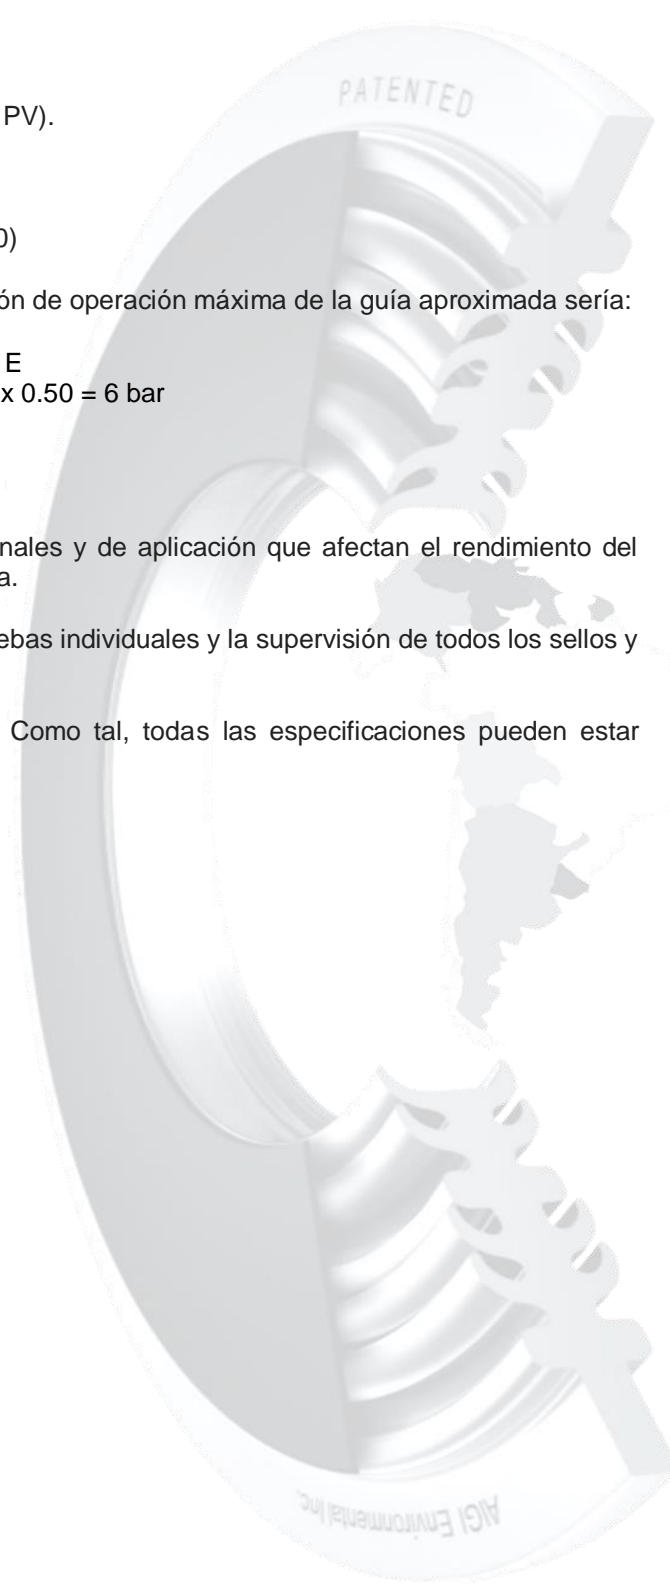 PATENTED
PV).
0)
ón de operación máxima de la guía aproximada sería:
E
x 0.50 = 6 bar
nales y de aplicación que afectan el rendimiento del
a.
ebas individuales y la supervisión de todos los sellos y
Como tal, todas las especificaciones pueden estar
AIGI Environmental Inc.